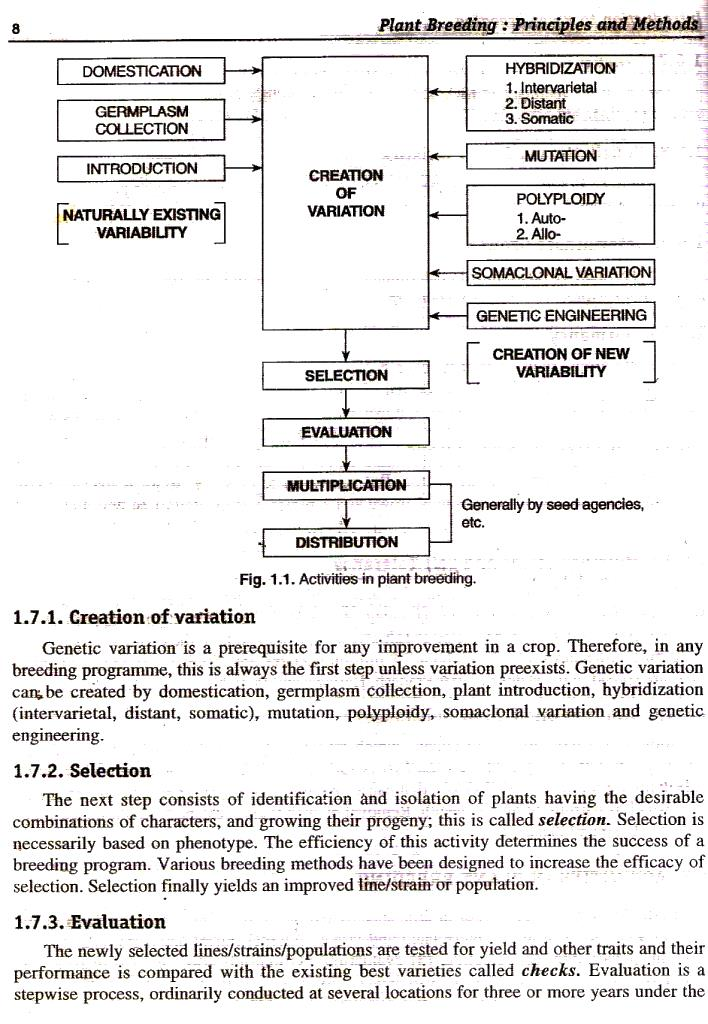 8
Plant Breeding : Principles and Methods
DOMESTICATION
GERMPLASM
COLLECTION
INTRODUCTION
NATURALLY EXISTING
VARIABILITY
CREATION
OF
VARIATION
HYBRIDIZATION
1. Intervarietal
2. Distant
3. Somatic
MUTATION
POLYPLOIDY
1. Auto-
2. Allo-
SOMACLONAL VARIATION
GENETIC ENGINEERING
CREATION OF NEW
VARIABILITY
SELECTION
EVALUATION
MULTIPLICATION
DISTRIBUTION
Generally by seed agencies,
etc.
Fig. 1.1. Activities in plant breeding.
1.7.1. Creation of variation
Genetic variation is a prerequisite for any improvement in a crop. Therefore, in any
breeding programme, this is always the first step unless variation preexists. Genetic variation
can be created by domestication, germplasm collection, plant introduction, hybridization
(intervarietal, distant, somatic), mutation, polyploidy, somaclonal variation and genetic
engineering.
1.7.2. Selection
The next step consists of identification and isolation of plants having the desirable
combinations of characters, and growing their progeny; this is called selection. Selection is
necessarily based on phenotype. The efficiency of this activity determines the success of a
breeding program. Various breeding methods have been designed to increase the efficacy of
selection. Selection finally yields an improved line/strain or population.
1.7.3. Evaluation
The newly selected lines/strains/populations are tested for yield and other traits and their
performance is compared with the existing best varieties called checks. Evaluation is a
stepwise process, ordinarily conducted at several locations for three or more years under the